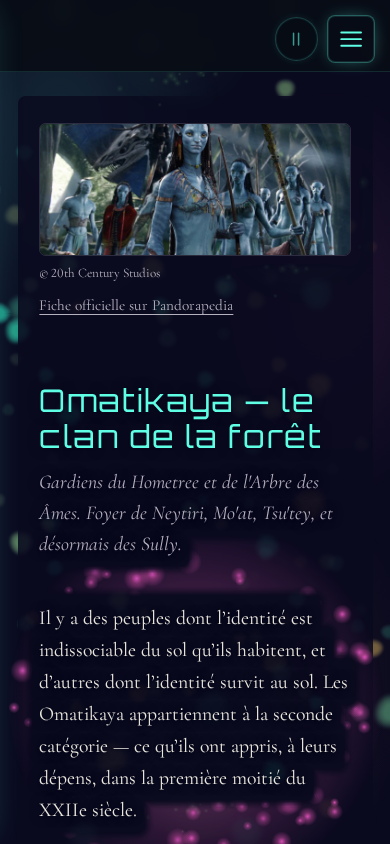 © 20th Century Studios
Fiche officielle sur Pandorapedia
Omatikaya — le
clan de la forêt
Gardiens du Hometree et de l'Arbre des
Âmes. Foyer de Neytiri, Mo'at, Tsu'tey, et
désormais des Sully.
Il y a des peuples dont l’identité est
indissociable du sol qu’ils habitent, et
d’autres dont l’identité survit au sol. Les
Omatikaya appartiennent à la seconde
catégorie — ce qu’ils ont appris, à leurs
dépens, dans la première moitié du
XXIIe siècle.